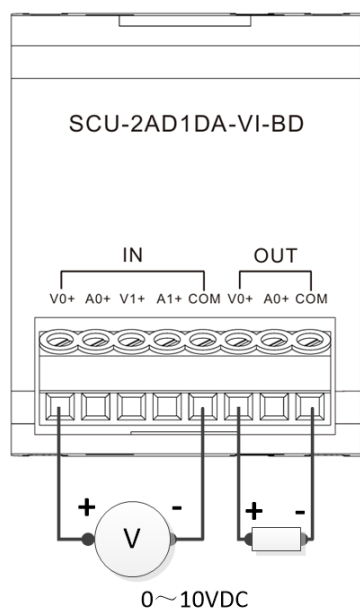 SCU-2AD1DA-VI-BD
IN OUT
V0+ A0+ V1+ A1+ COM V0+ A0+ COM
+ - + -
V
0～10VDC